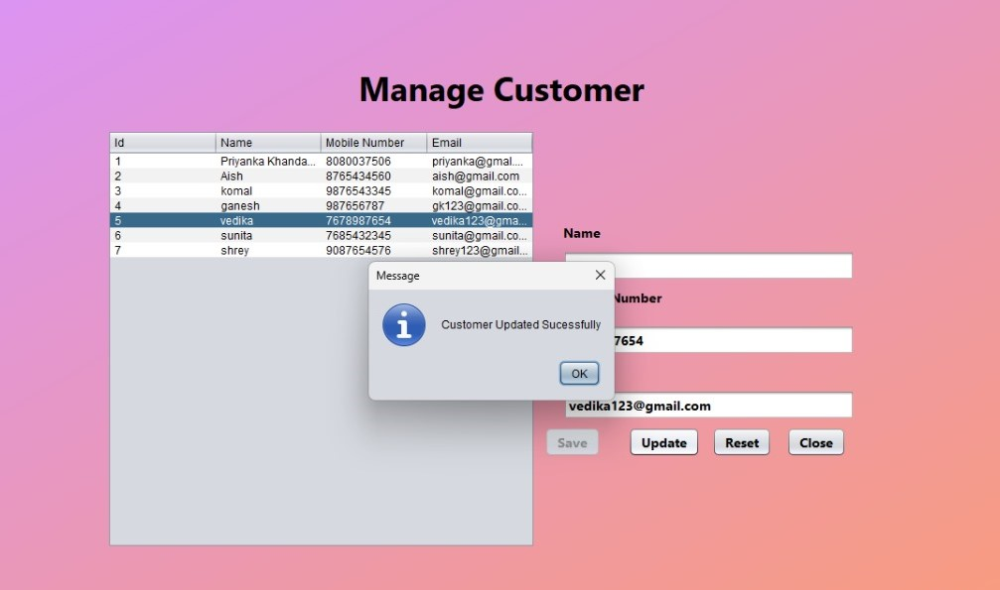 Manage Customer
Id Name Mobile Number Email
1 Priyanka Khanda... 8080037506 priyanka@gmal....
2 Aish 8765434560 aish@gmail.com
3 komal 9876543345 komal@gmail.co...
4 ganesh 987656787 gk123@gmail.co...
5 vedika 7678987654 vedika123@gma...
6 sunita 7685432345 sunita@gmail.co...
7 shrey 9087654576 shrey123@gmail...
Name
Message
Number
Customer Updated Sucessfully
7654
OK
vedika123@gmail.com
Save Update Reset Close